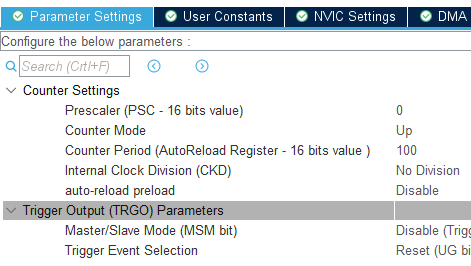 Parameter Settings User Constants NVIC Settings DMA
Configure the below parameters :
Search (Crtl+F)
Counter Settings
Prescaler (PSC - 16 bits value) 0
Counter Mode Up
Counter Period (AutoReload Register - 16 bits value ) 100
Internal Clock Division (CKD) No Division
auto-reload preload Disable
Trigger Output (TRGO) Parameters
Master/Slave Mode (MSM bit) Disable (Trigg
Trigger Event Selection Reset (UG bi